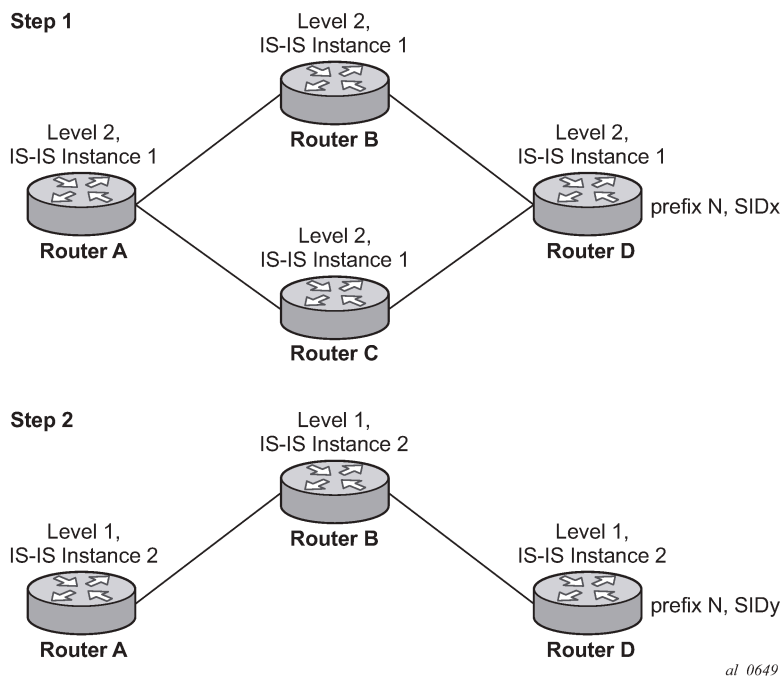 Step 1
Level 2,
IS-IS Instance 1
Router B
Level 2,
IS-IS Instance 1
Router A
Level 2,
IS-IS Instance 1
prefix N, SIDx
Router D
Level 2,
IS-IS Instance 1
Router C
Step 2
Level 1,
IS-IS Instance 2
Router B
Level 1,
IS-IS Instance 2
Router A
Level 1,
IS-IS Instance 2
prefix N, SIDy
Router D
al_0649